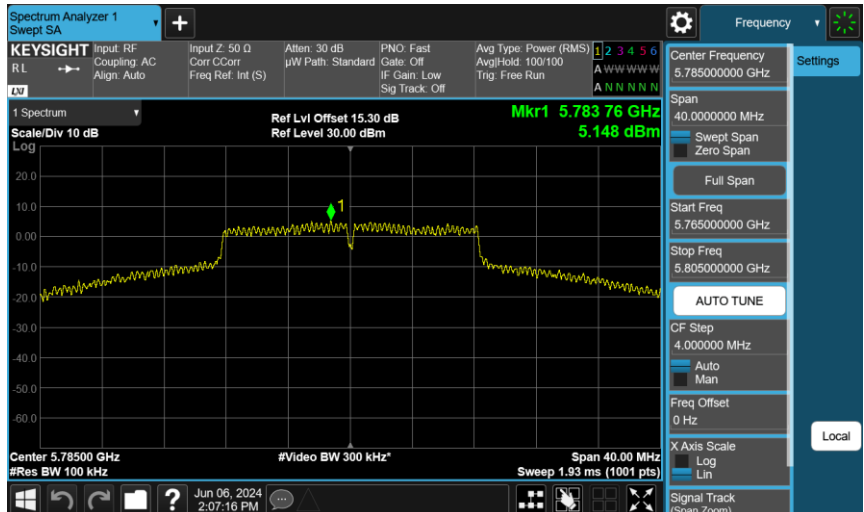 Spectrum Analyzer 1
Swept SA
+
Frequency
KEYSIGHT
RL
LXI
Input: RF
Coupling: AC
Align: Auto
Input Z: 50 Ω
Corr CCorr
Freq Ref: Int (S)
Atten: 30 dB
µW Path: Standard
PNO: Fast
Gate: Off
IF Gain: Low
Sig Track: Off
Avg Type: Power (RMS)
Avg|Hold: 100/100
Trig: Free Run
1 2 3 4 5 6
A W W W W W
A N N N N N
1 Spectrum
Scale/Div 10 dB
Ref Lvl Offset 15.30 dB
Ref Level 30.00 dBm
Mkr1 5.783 76 GHz
5.148 dBm
Log
20.0
10.0
0.00
-10.0
-20.0
-30.0
-40.0
-50.0
-60.0
1
Center 5.78500 GHz
#Res BW 100 kHz
#Video BW 300 kHz*
Span 40.00 MHz
Sweep 1.93 ms (1001 pts)
?
Jun 06, 2024
2:07:16 PM
Center Frequency
5.785000000 GHz
Span
40.0000000 MHz
Swept Span
Zero Span
Full Span
Start Freq
5.765000000 GHz
Stop Freq
5.805000000 GHz
AUTO TUNE
CF Step
4.000000 MHz
Auto
Man
Freq Offset
0 Hz
X Axis Scale
Log
Lin
Signal Track
(Span Zoom)
Settings
Local